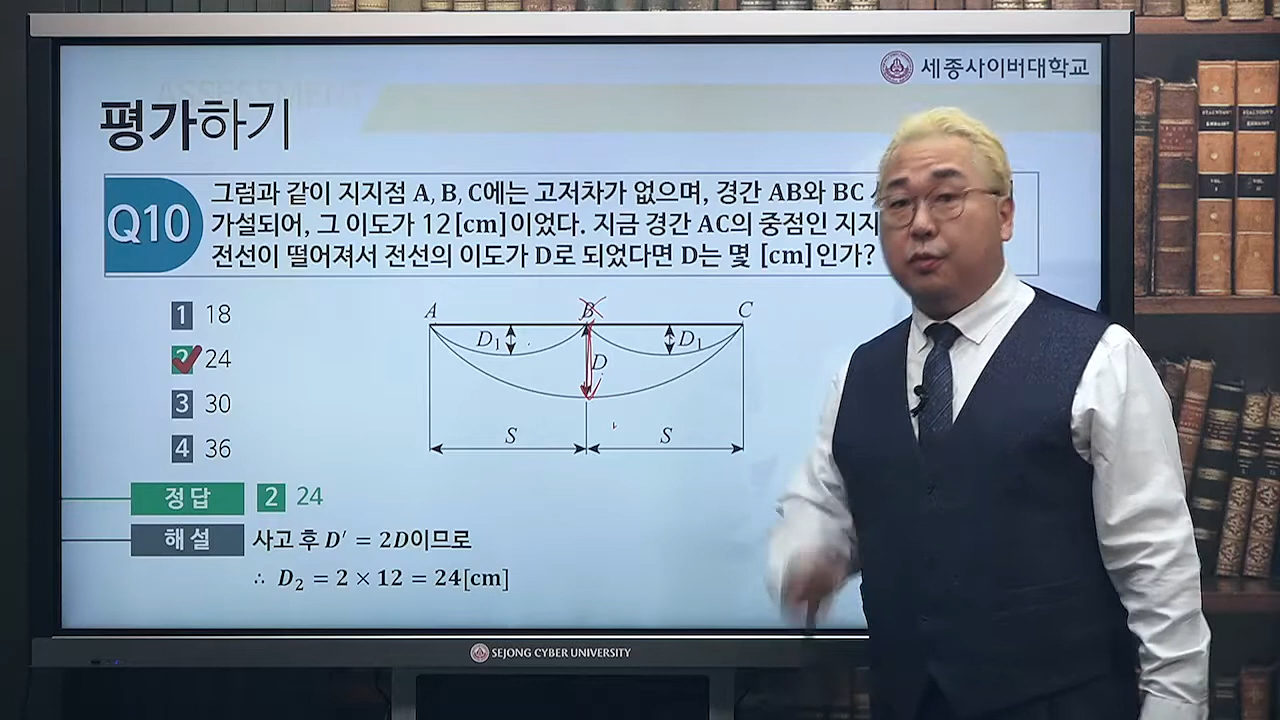 세종사이버대학교
평가하기
Q10
그럼과 같이 지지점 A, B, C에는 고저차가 없으며, 경간 AB와 BC
가설되어, 그 이도가 12[cm]이었다. 지금 경간 AC의 중점인 지지
전선이 떨어져서 전선의 이도가 D로 되었다면 D는 몇 [cm]인가?
1 18
2 24
3 30
4 36
A B C
D₁ D D₁
S S
정답 2 24
해설 사고 후 D′ = 2D이므로
∴ D₂ = 2 × 12 = 24[cm]
SEJONG CYBER UNIVERSITY